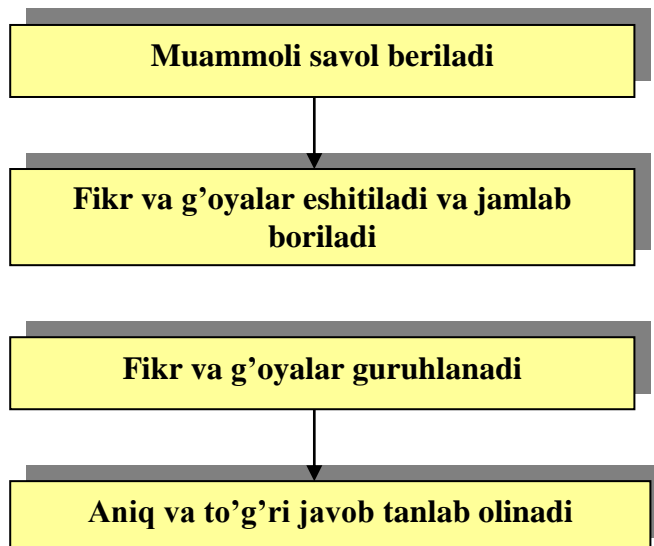 Muammoli savol beriladi
Fikr va g’oyalar eshitiladi va jamlab
boriladi
Fikr va g’oyalar guruhlanadi
Aniq va to’g’ri javob tanlab olinadi